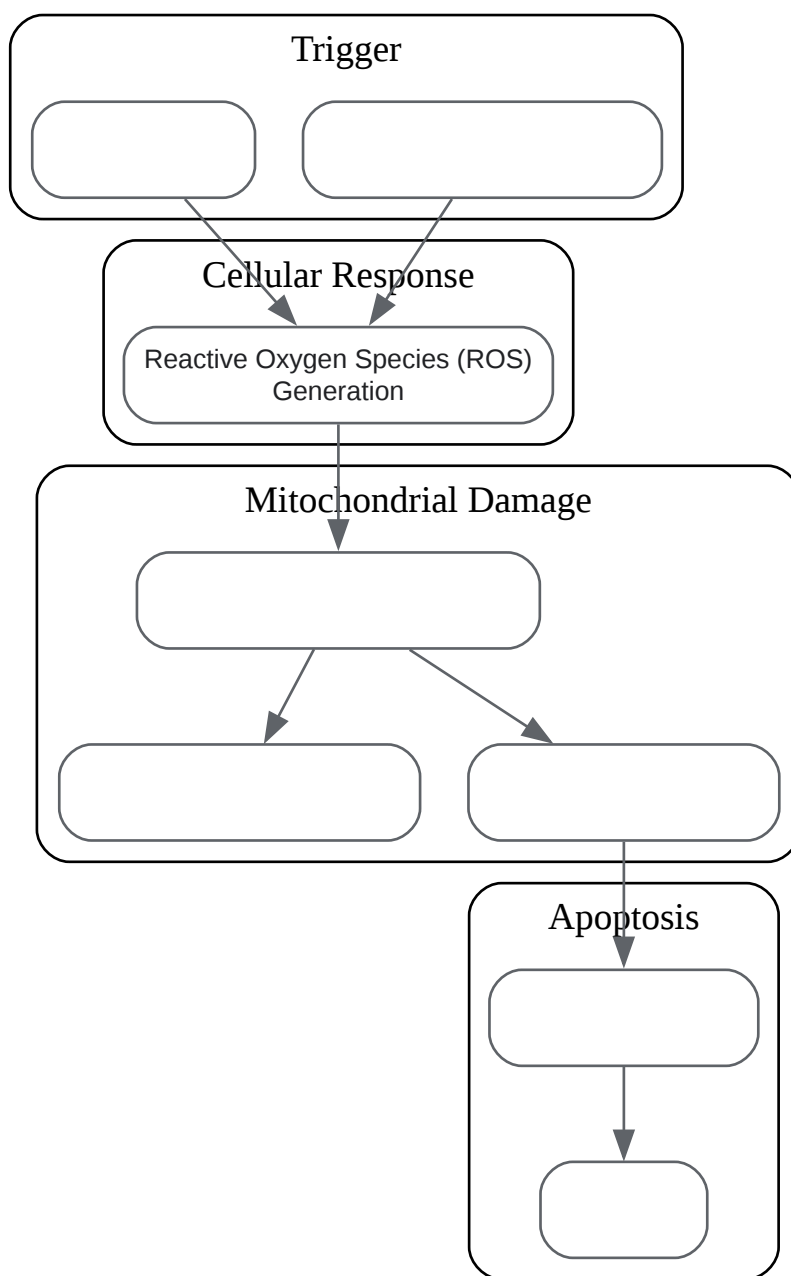 Trigger
Cellular Response
Reactive Oxygen Species (ROS)
Generation
Mitochondrial Damage
Apoptosis